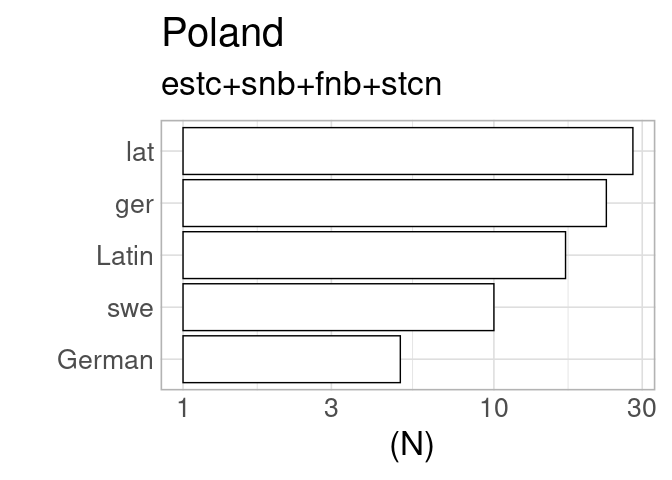 Poland
estc+snb+fnb+stcn
lat
ger
Latin
swe
German
1 3 10 30
(N)